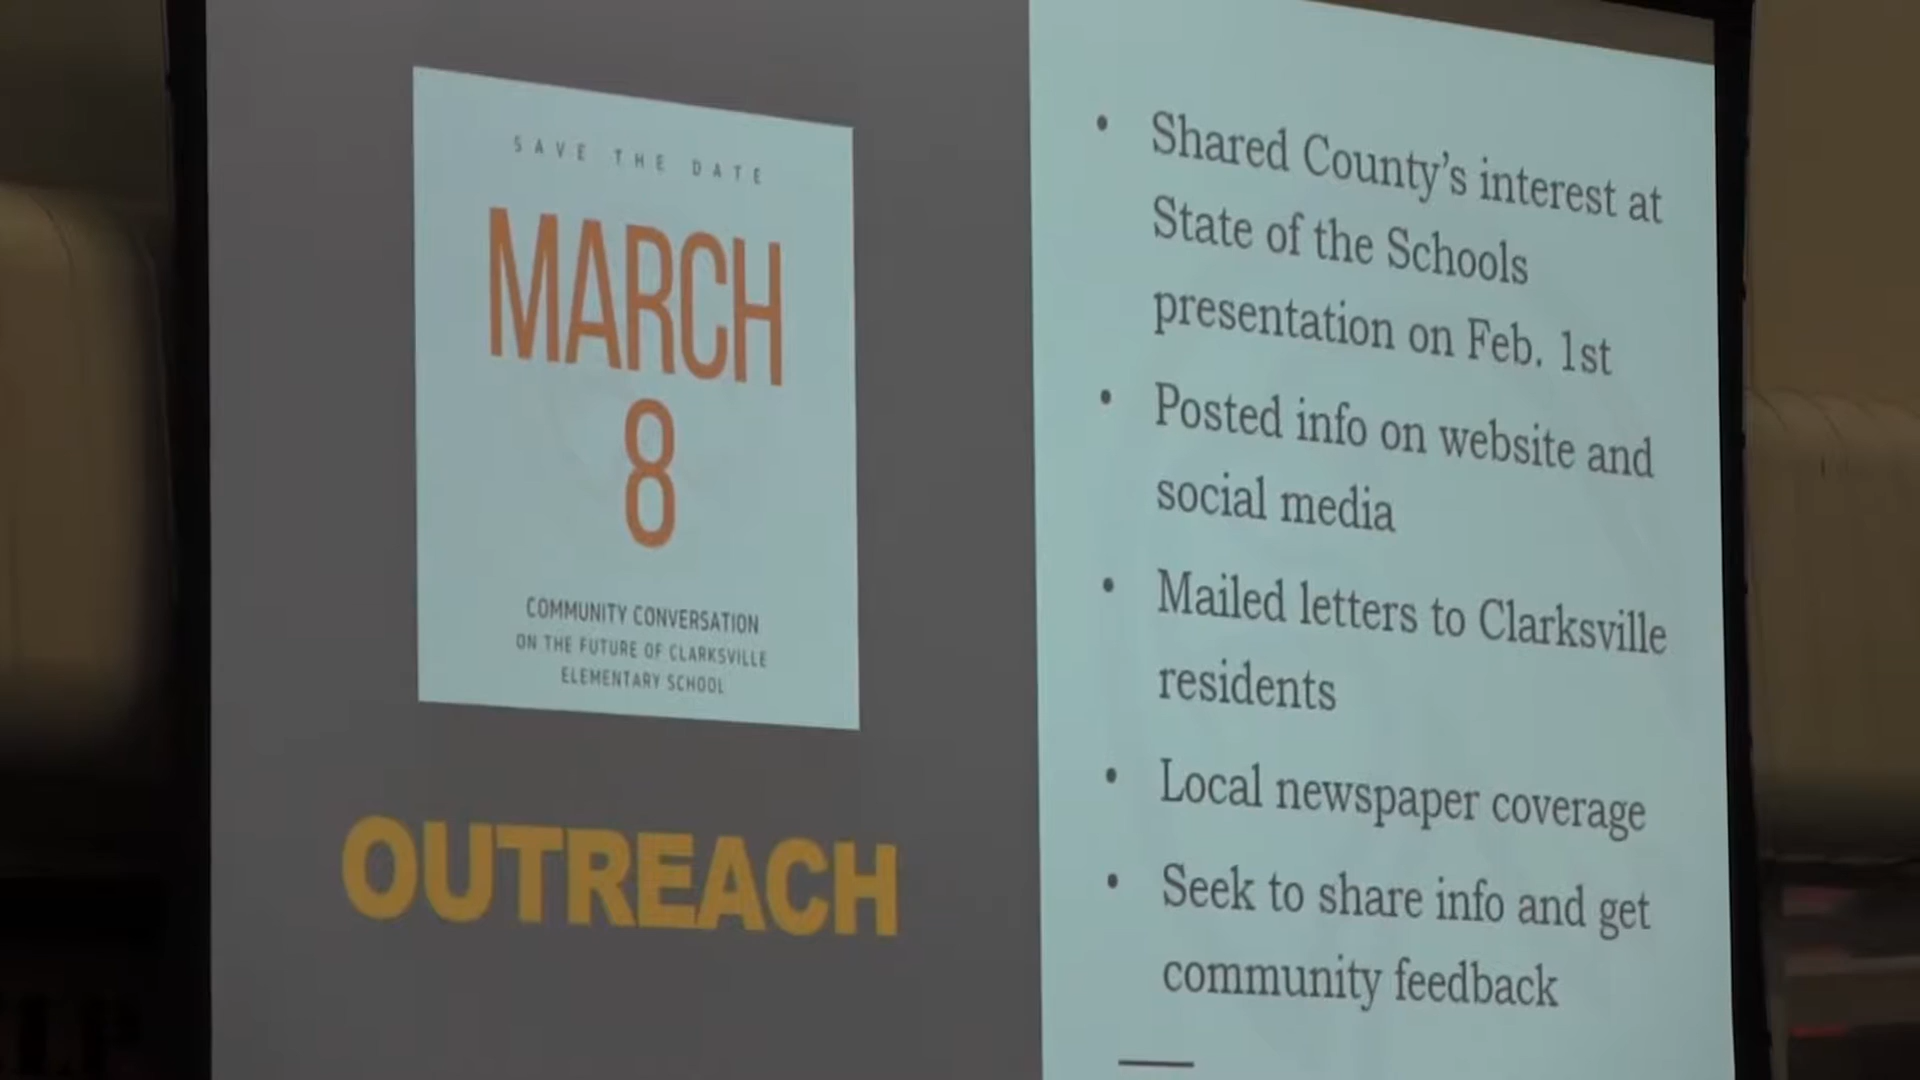 SAVE THE DATE
MARCH
8
COMMUNITY CONVERSATION
ON THE FUTURE OF CLARKSVILLE
ELEMENTARY SCHOOL
OUTREACH
• Shared County's interest at
State of the Schools
presentation on Feb. 1st
• Posted info on website and
social media
• Mailed letters to Clarksville
residents
• Local newspaper coverage
• Seek to share info and get
community feedback